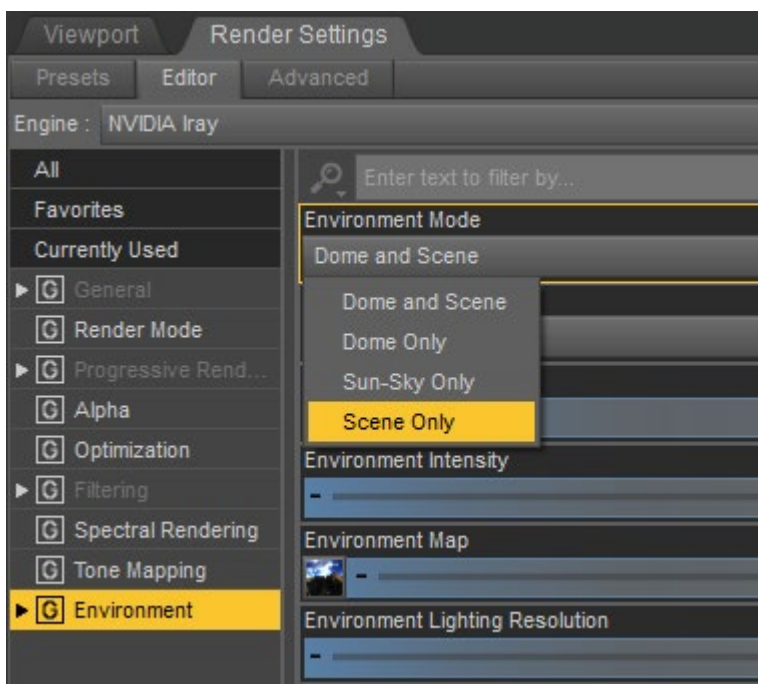 Viewport Render Settings
Presets Editor Advanced
Engine : NVIDIA Iray
All
Favorites
Currently Used
G General
G Render Mode
G Progressive Rend...
G Alpha
G Optimization
G Filtering
G Spectral Rendering
G Tone Mapping
G Environment
Enter text to filter by...
Environment Mode
Dome and Scene
Dome and Scene
Dome Only
Sun-Sky Only
Scene Only
Environment Intensity
Environment Map
Environment Lighting Resolution